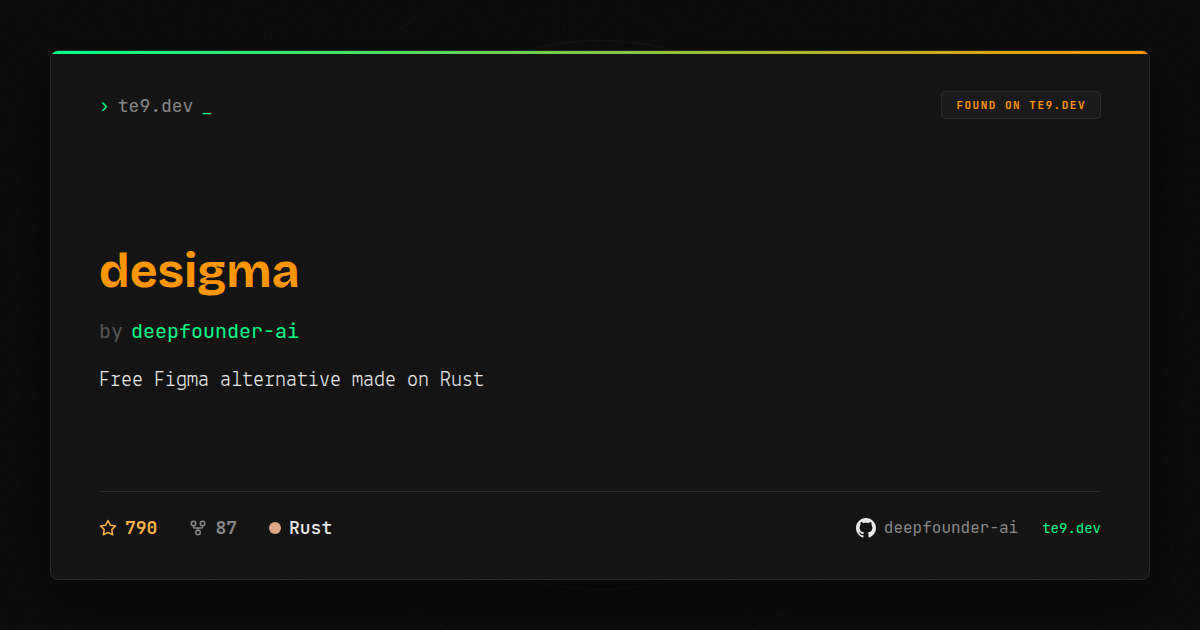 › te9.dev _
FOUND ON TE9.DEV
desigma
by deepfounder-ai
Free Figma alternative made on Rust
790 87 Rust
deepfounder-ai te9.dev